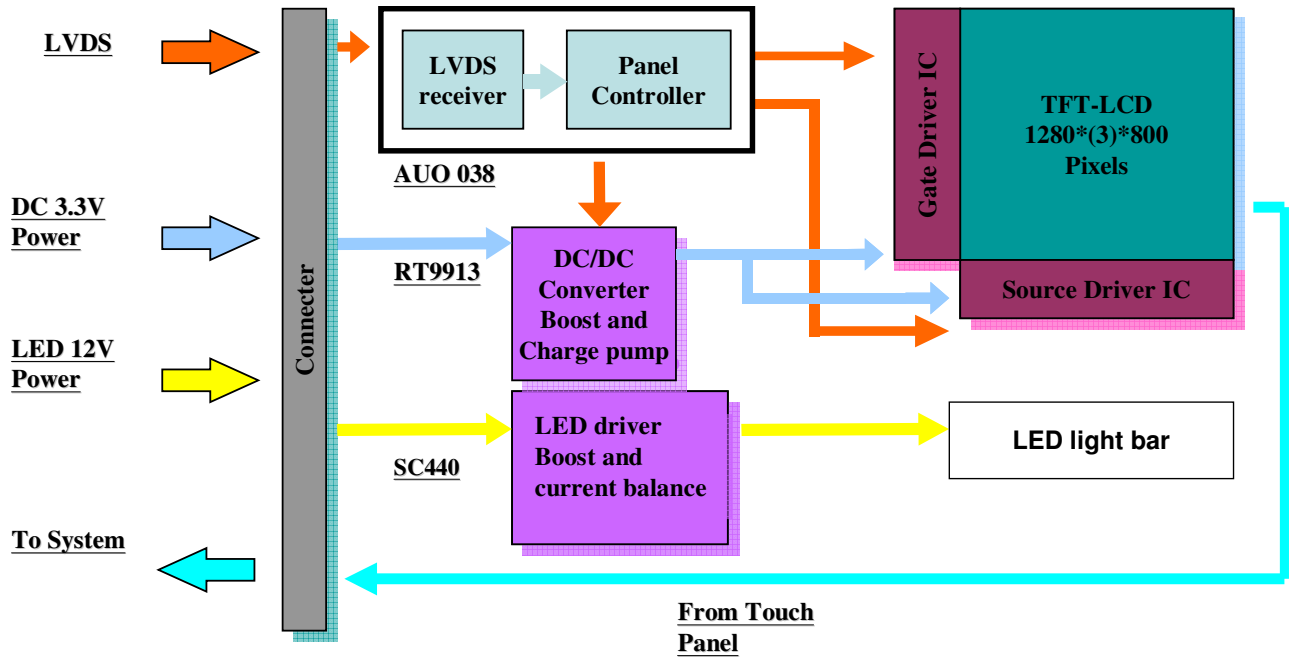 LVDS
DC 3.3V
Power
LED 12V
Power
To System
Connecter
LVDS
receiver
Panel
Controller
AUO 038
RT9913
DC/DC
Converter
Boost and
Charge pump
SC440
LED driver
Boost and
current balance
Gate Driver IC
TFT-LCD
1280*(3)*800
Pixels
Source Driver IC
LED light bar
From Touch
Panel